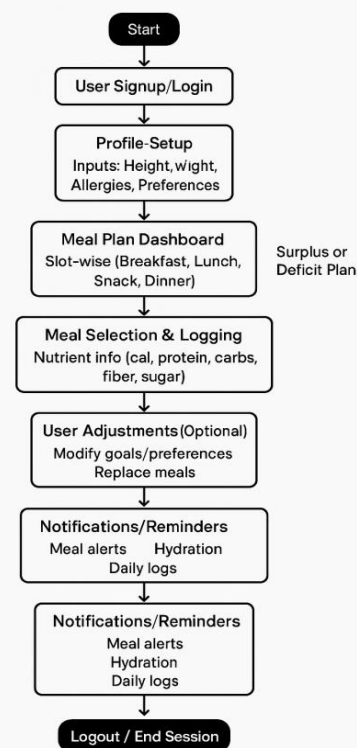 Start
User Signup/Login
Profile-Setup
Inputs: Height, wight,
Allergies, Preferences
Meal Plan Dashboard
Slot-wise (Breakfast, Lunch,
Snack, Dinner)
Surplus or
Deficit Plan
Meal Selection & Logging
Nutrient info (cal, protein, carbs,
fiber, sugar)
User Adjustments (Optional)
Modify goals/preferences
Replace meals
Notifications/Reminders
Meal alerts Hydration
Daily logs
Notifications/Reminders
Meal alerts
Hydration
Daily logs
Logout / End Session